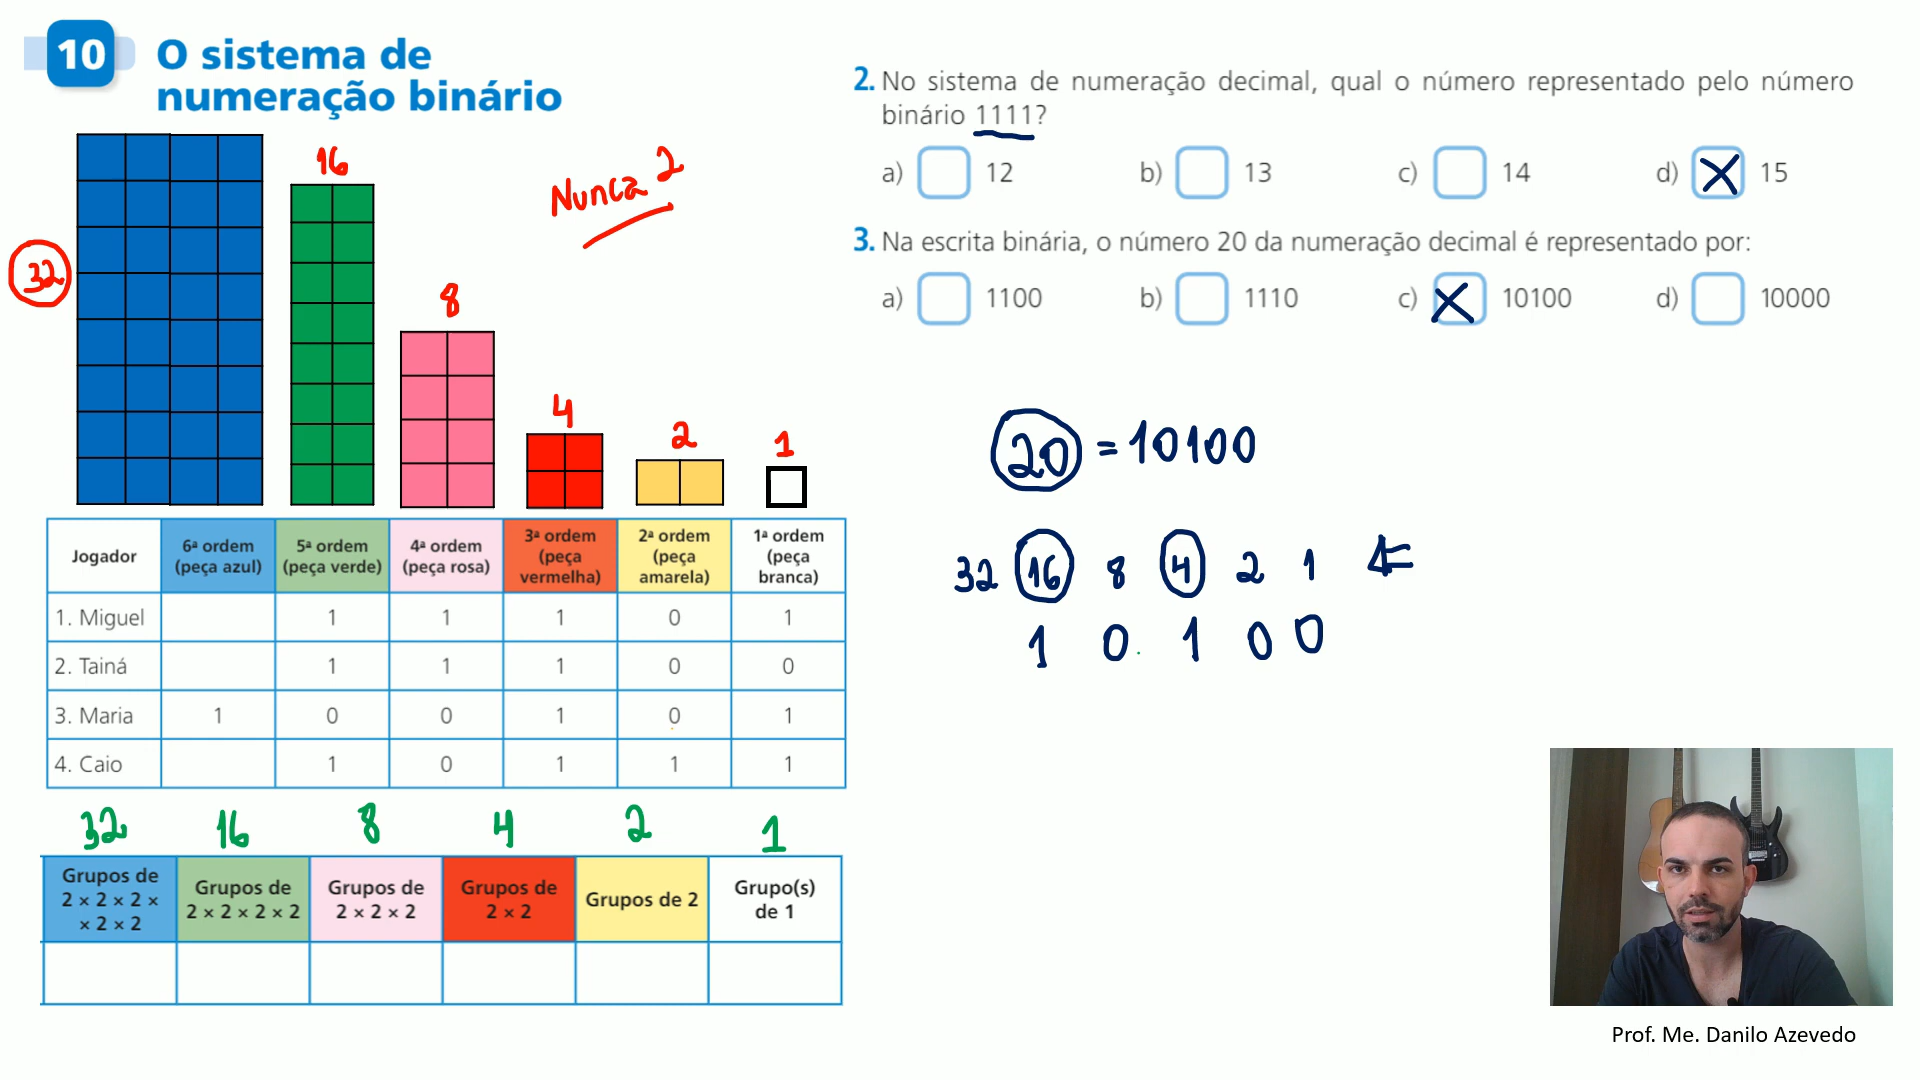 10
O sistema de
numeração binário
32
16
8
4
2
1
Nunca 2
Jogador
6ª ordem
(peça azul)
5ª ordem
(peça verde)
4ª ordem
(peça rosa)
3ª ordem
(peça
vermelha)
2ª ordem
(peça
amarela)
1ª ordem
(peça
branca)
1. Miguel 1 1 1 0 1
2. Tainá 1 1 1 0 0
3. Maria 1 0 0 1 0 1
4. Caio 1 0 1 1 1
32 16 8 4 2 1
Grupos de
2 × 2 × 2 ×
× 2 × 2
Grupos de
2 × 2 × 2 × 2
Grupos de
2 × 2 × 2
Grupos de
2 × 2
Grupos de 2
Grupo(s)
de 1
2. No sistema de numeração decimal, qual o número representado pelo número
binário 1111?
a) 12 b) 13 c) 14 d) X 15
3. Na escrita binária, o número 20 da numeração decimal é representado por:
a) 1100 b) 1110 c) X 10100 d) 10000
20 = 10100
32 16 8 4 2 1 ⇐
1 0 1 0 0
Prof. Me. Danilo Azevedo